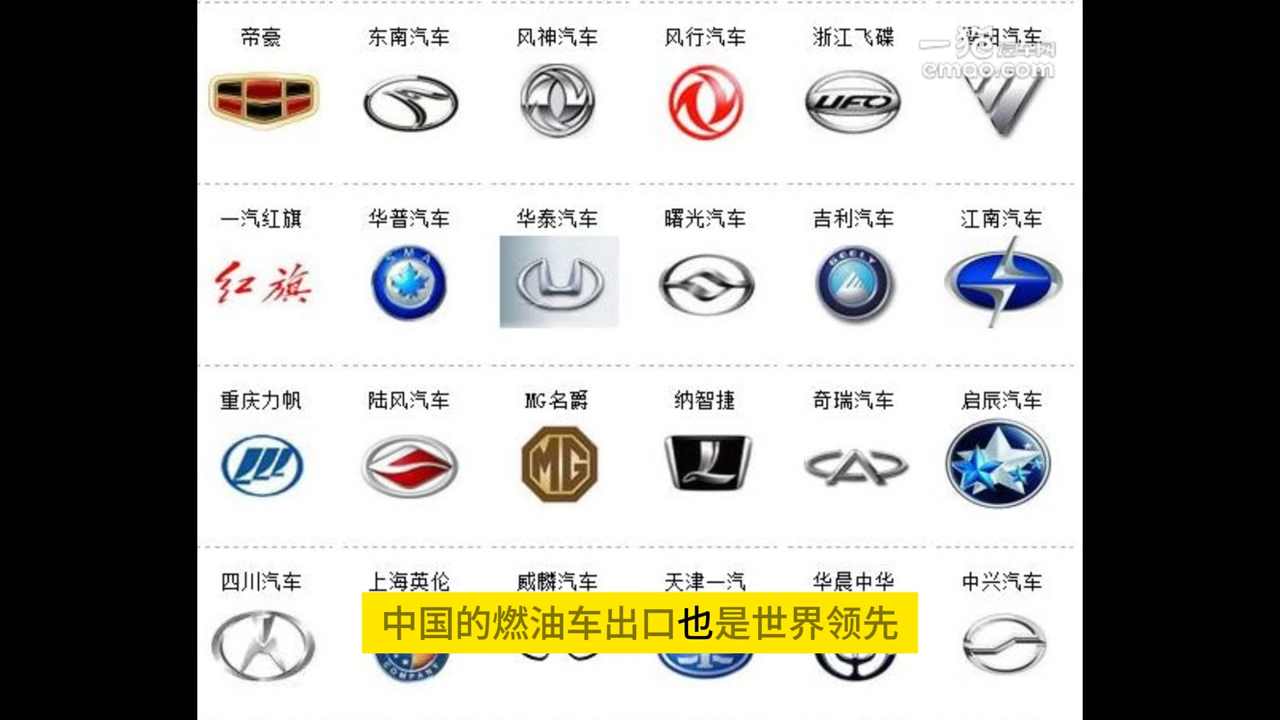 帝豪 东南汽车 风神汽车 风行汽车 浙江飞碟
一猫汽车网
emao.com
UFO
一汽红旗 华普汽车 华泰汽车 曙光汽车 吉利汽车 江南汽车
红旗 SMA GEELY
重庆力帆 陆风汽车 MG名爵 纳智捷 奇瑞汽车 启辰汽车
MG
四川汽车 上海英伦 威麟汽车 天津一汽 华晨中华 中兴汽车
中国的燃油车出口也是世界领先
COMPANY